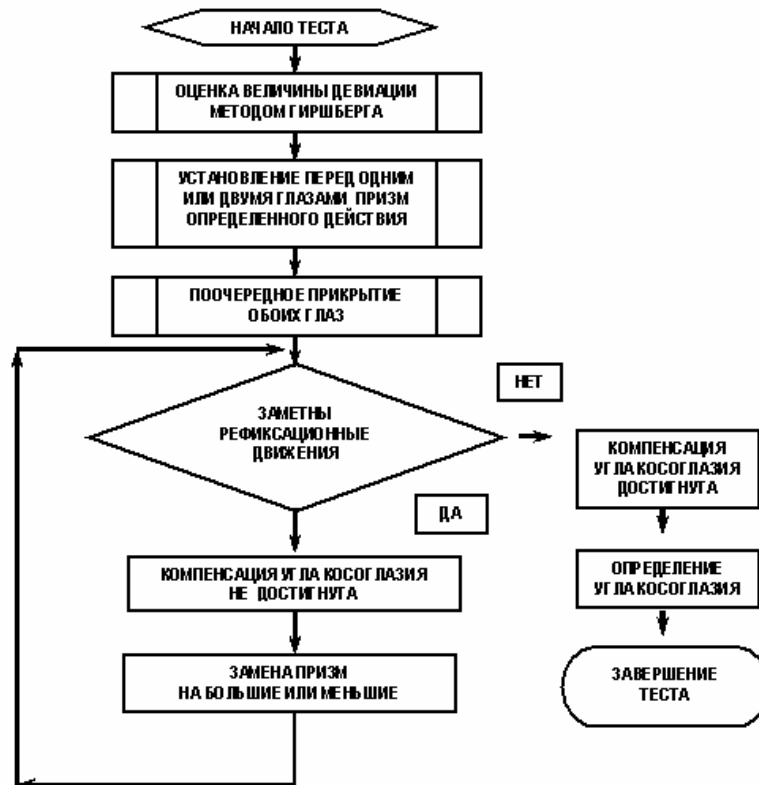 НАЧАЛО ТЕСТА
ОЦЕНКА ВЕЛИЧИНЫ ДЕВИАЦИИ
МЕТОДОМ ГИРШБЕРГА
УСТАНОВЛЕНИЕ ПЕРЕД ОДНИМ
ИЛИ ДВУМЯ ГЛАЗАМИ ПРИЗМ
ОПРЕДЕЛЕННОГО ДЕЙСТВИЯ
ПООЧЕРЕДНОЕ ПРИКРЫТИЕ
ОБОИХ ГЛАЗ
ЗАМЕТНЫ
РЕФИКСАЦИОННЫЕ
ДВИЖЕНИЯ
НЕТ
КОМПЕНСАЦИЯ
УГЛА КОСОГЛАЗИЯ
ДОСТИГНУТА
ДА
КОМПЕНСАЦИЯ УГЛА КОСОГЛАЗИЯ
НЕ ДОСТИГНУТА
ОПРЕДЕЛЕНИЕ
УГЛА КОСОГЛАЗИЯ
ЗАМЕНА ПРИЗМ
НА БОЛЬШИЕ ИЛИ МЕНЬШИЕ
ЗАВЕРШЕНИЕ
ТЕСТА